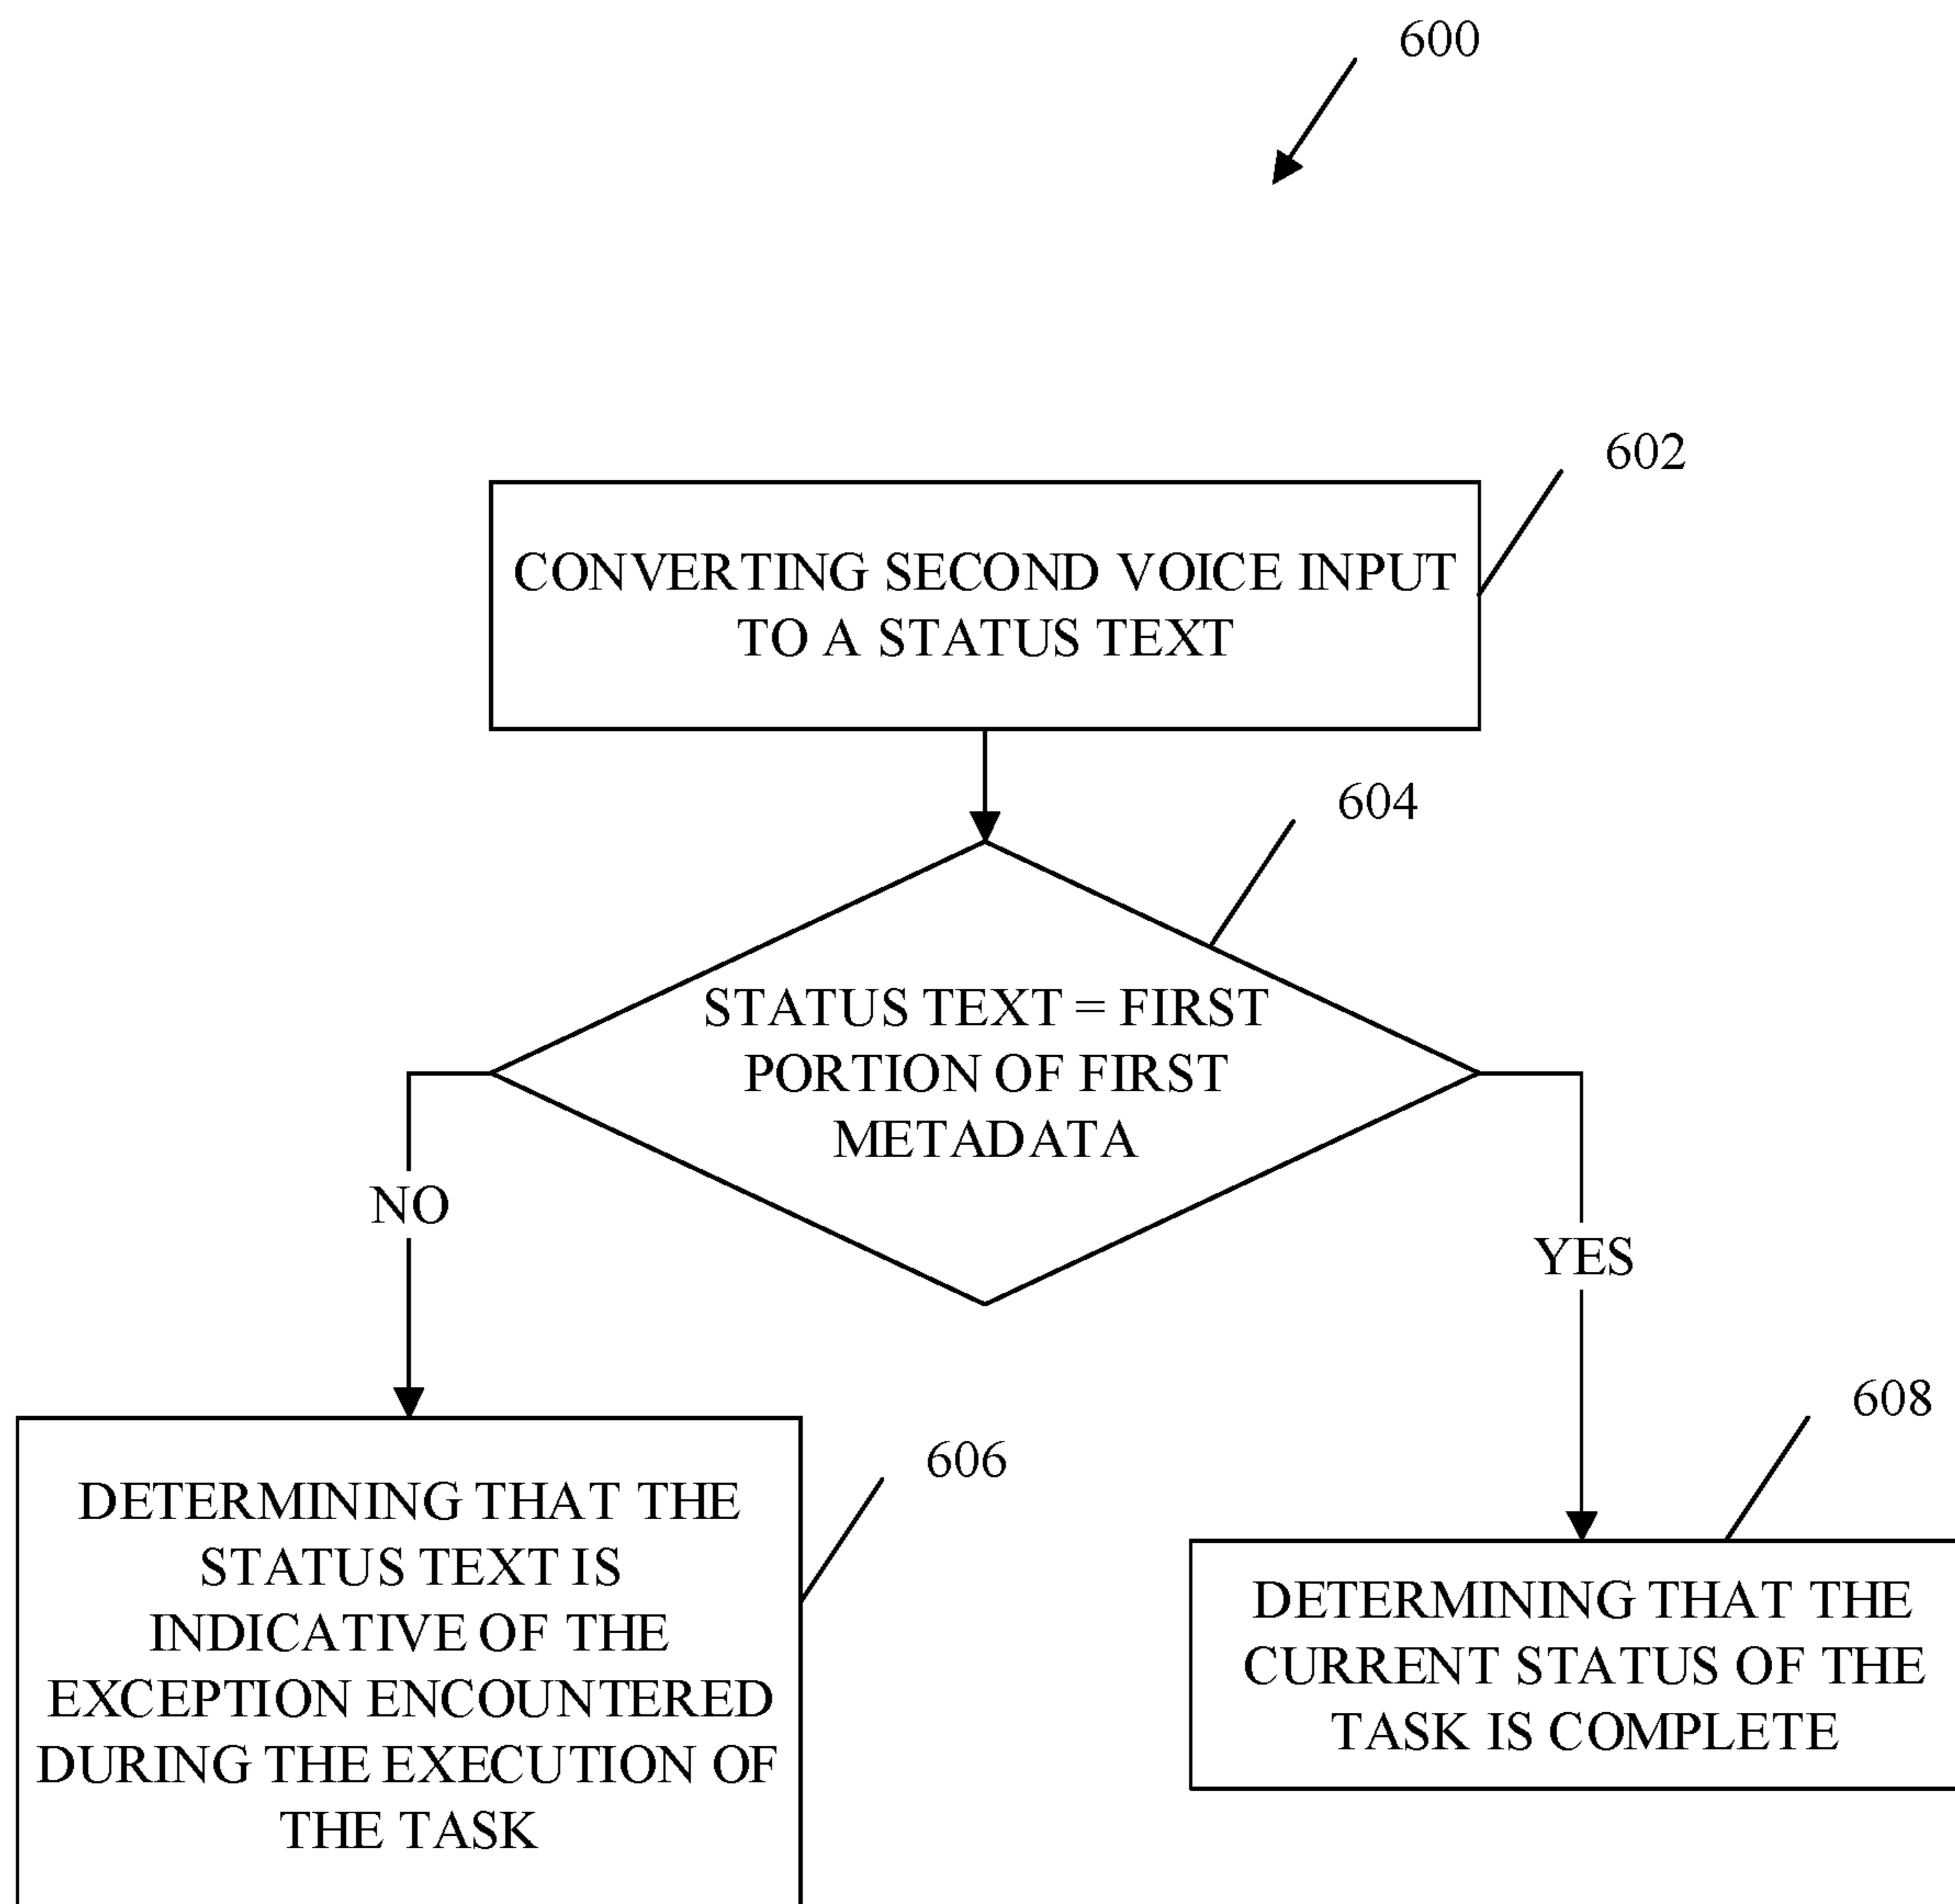 600
602
CONVERTING SECOND VOICE INPUT
TO A STATUS TEXT
604
STATUS TEXT = FIRST
PORTION OF FIRST
METADATA
NO
YES
606
608
DETERMINING THAT THE
STATUS TEXT IS
INDICATIVE OF THE
EXCEPTION ENCOUNTERED
DURING THE EXECUTION OF
THE TASK
DETERMINING THAT THE
CURRENT STATUS OF THE
TASK IS COMPLETE